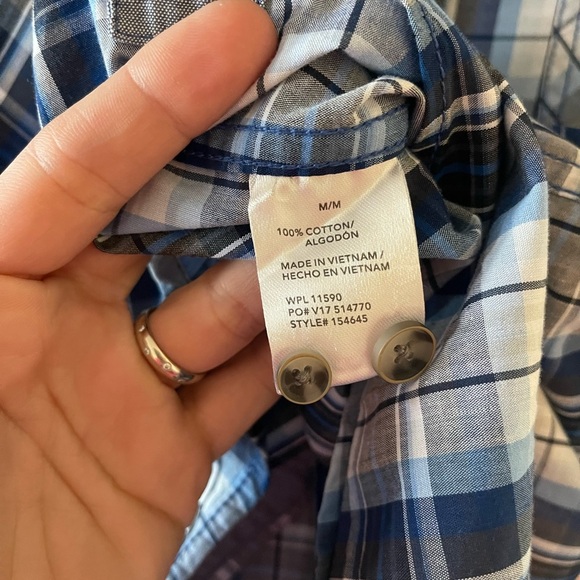 M/M
100% COTTON/
ALGODÓN
MADE IN VIETNAM/
HECHO EN VIETNAM
WPL 11590
PO# V17 514770
STYLE# 154645